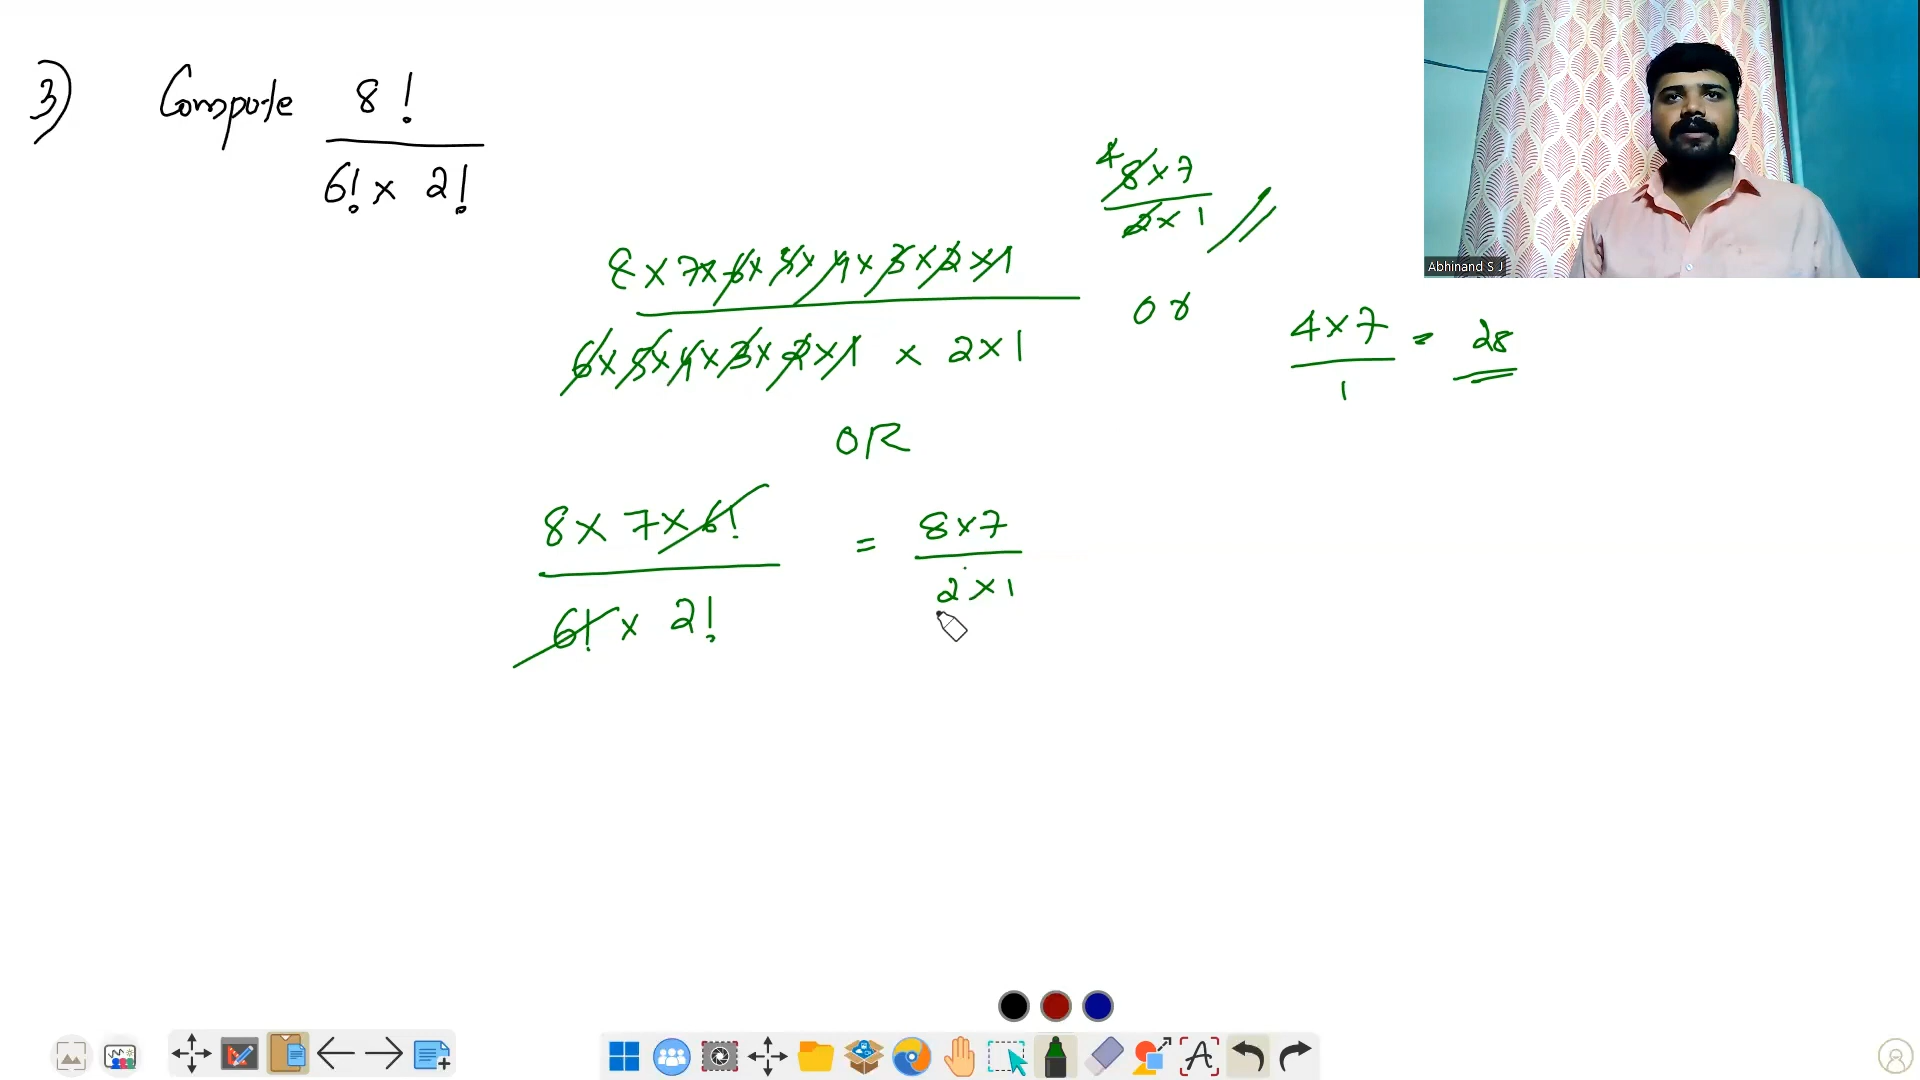 3) Compute 8!
6! x 2!
4
8 x 7
2 x 1
8 x 7 x 6 x 5 x 4 x 3 x 2 x 1
6 x 5 x 4 x 3 x 2 x 1 x 2 x 1
or
4 x 7 = 28
1
OR
8 x 7 x 6! = 8 x 7
6! x 2! 2 x 1
Abhinand S J